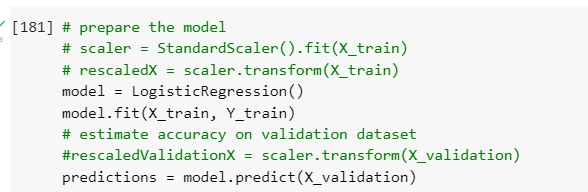 [181] # prepare the model
# scaler = StandardScaler().fit(X_train)
# rescaledX = scaler.transform(X_train)
model = LogisticRegression()
model.fit(X_train, Y_train)
# estimate accuracy on validation dataset
#rescaledValidationX = scaler.transform(X_validation)
predictions = model.predict(X_validation)